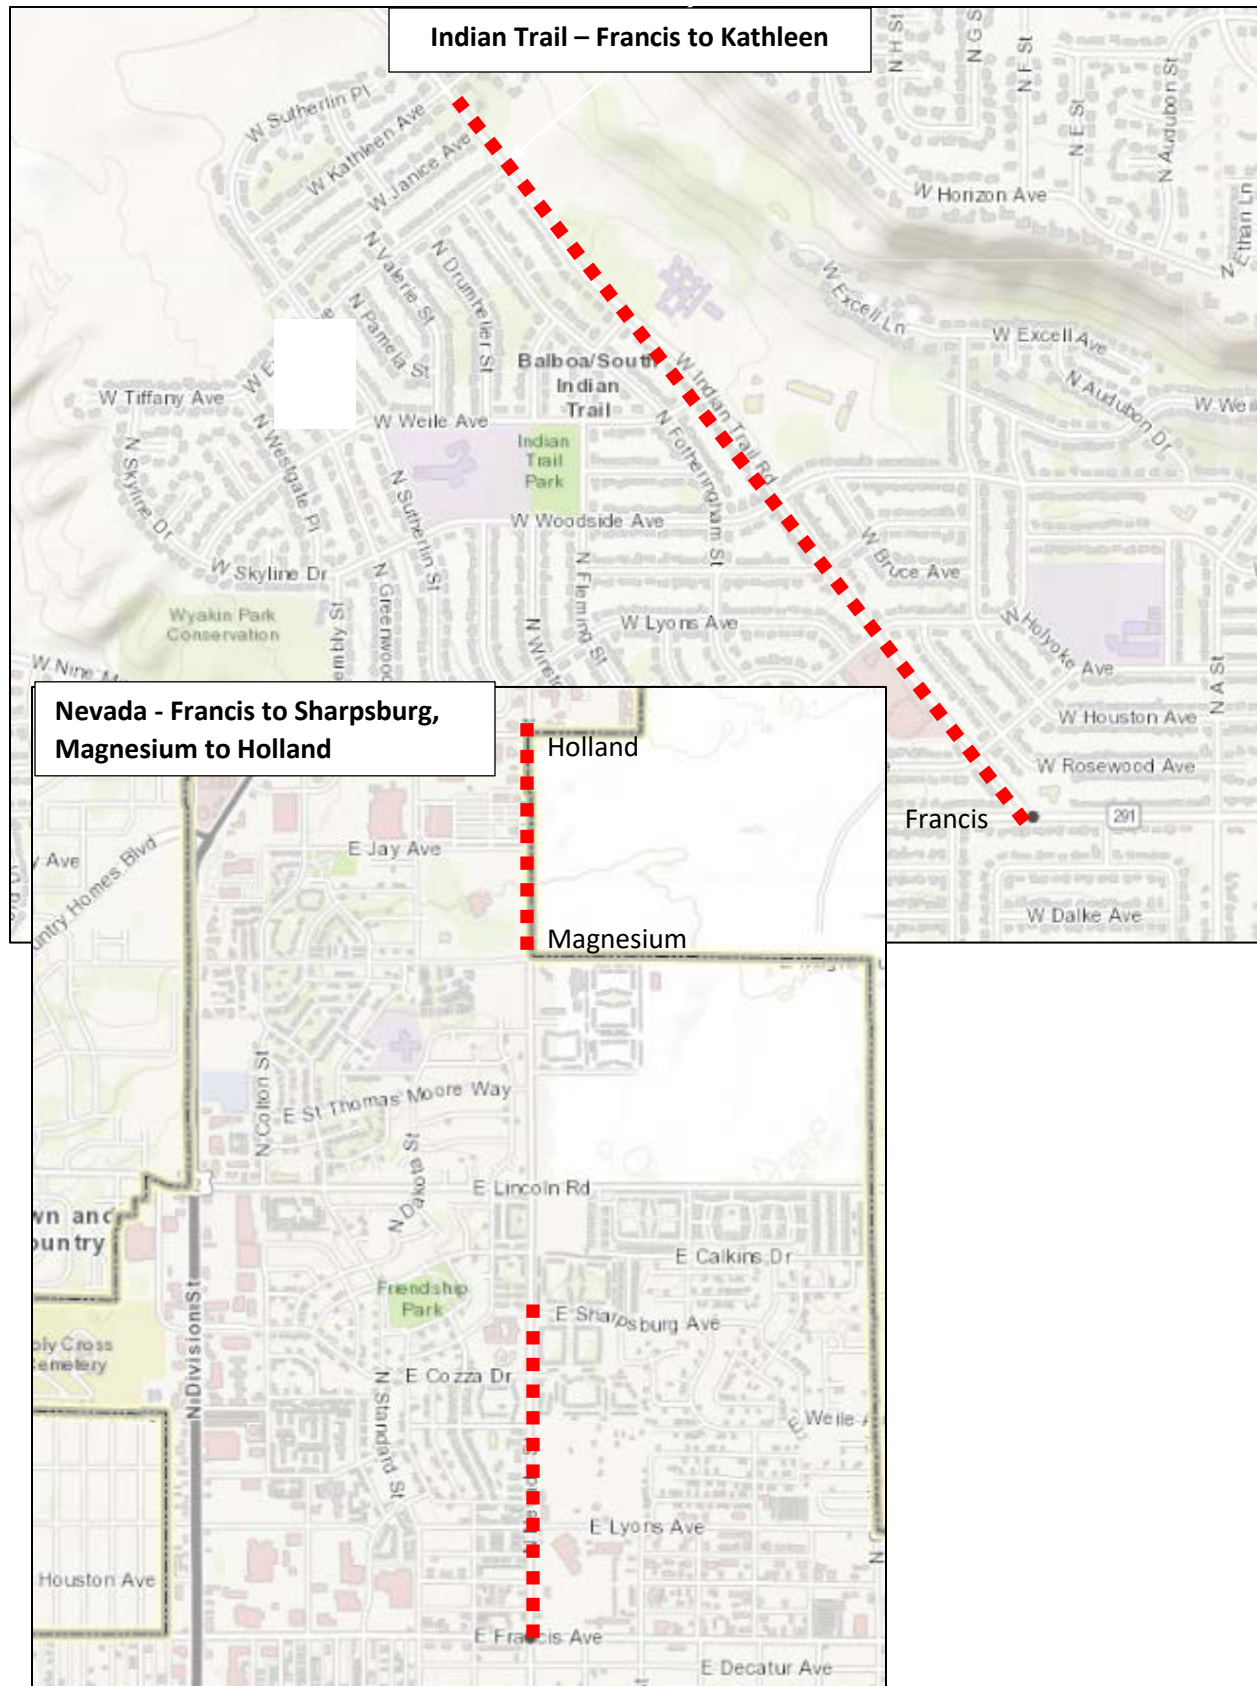 Indian Trail – Francis to Kathleen
N H St
N G St
N F St
N E St
N Audubon St
W Sutherlin Pl
W Kathleen Ave
W Janice Ave
W Horizon Ave
N Ethan Ln
N Valerie St
N Drumheller St
N Pamela St
W Excell Ln
W Excell Ave
N Audubon Dr
Balboa/South
Indian
Trail
W Indian Trail Rd
W Tiffany Ave
W Weile Ave
N Westgate Pl
N Skyline Dr
Indian
Trail
Park
N Fotheringham St
N Sutherlin St
W Woodside Ave
W Skyline Dr
N Fleming St
W Bruce Ave
Wyakin Park
Conservation
N Greenwood
W Lyons Ave
N Holyoke Ave
N A St
W Houston Ave
W Rosewood Ave
Francis
291
W Dalke Ave
Nevada - Francis to Sharpsburg,
Magnesium to Holland
Holland
E Jay Ave
Magnesium
N Colton St
E St Thomas Moore Way
N Dakota St
E Lincoln Rd
E Calkins Dr
Friendship
Park
N Division St
E Sharpsburg Ave
E Cozza Dr
N Standard St
E Weile
E Lyons Ave
Houston Ave
E Francis Ave
E Decatur Ave